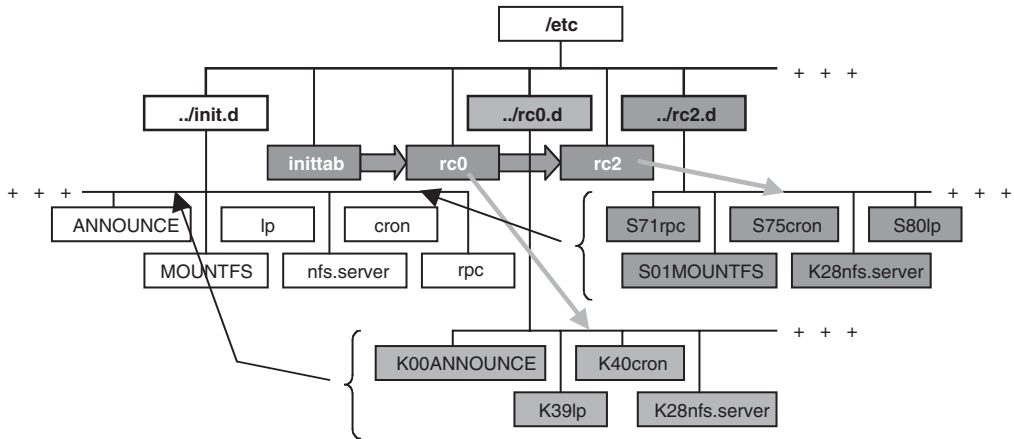 /etc
+ + +
../init.d ../rc0.d ../rc2.d
inittab rc0 rc2
+ + + + + +
ANNOUNCE lp cron S71rpc S75cron S80lp
MOUNTFS nfs.server rpc S01MOUNTFS K28nfs.server
+ + +
K00ANNOUNCE K40cron
K39lp K28nfs.server